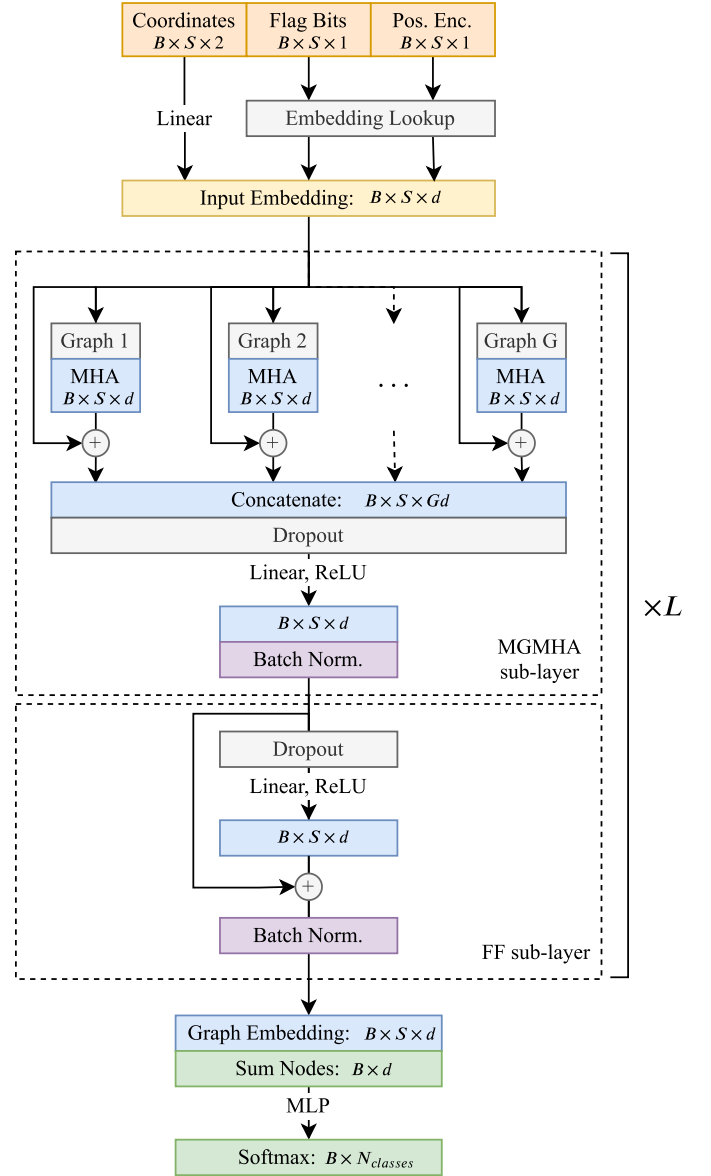 Coordinates Flag Bits Pos. Enc.
B × S × 2 B × S × 1 B × S × 1
Linear Embedding Lookup
Input Embedding: B × S × d
Graph 1 Graph 2 Graph G
MHA MHA . . . MHA
B × S × d B × S × d B × S × d
+ + +
Concatenate: B × S × Gd
Dropout
Linear, ReLU
B × S × d
×L
Batch Norm.
MGMHA
sub-layer
Dropout
Linear, ReLU
B × S × d
+
Batch Norm.
FF sub-layer
Graph Embedding: B × S × d
Sum Nodes: B × d
MLP
Softmax: B × N_classes